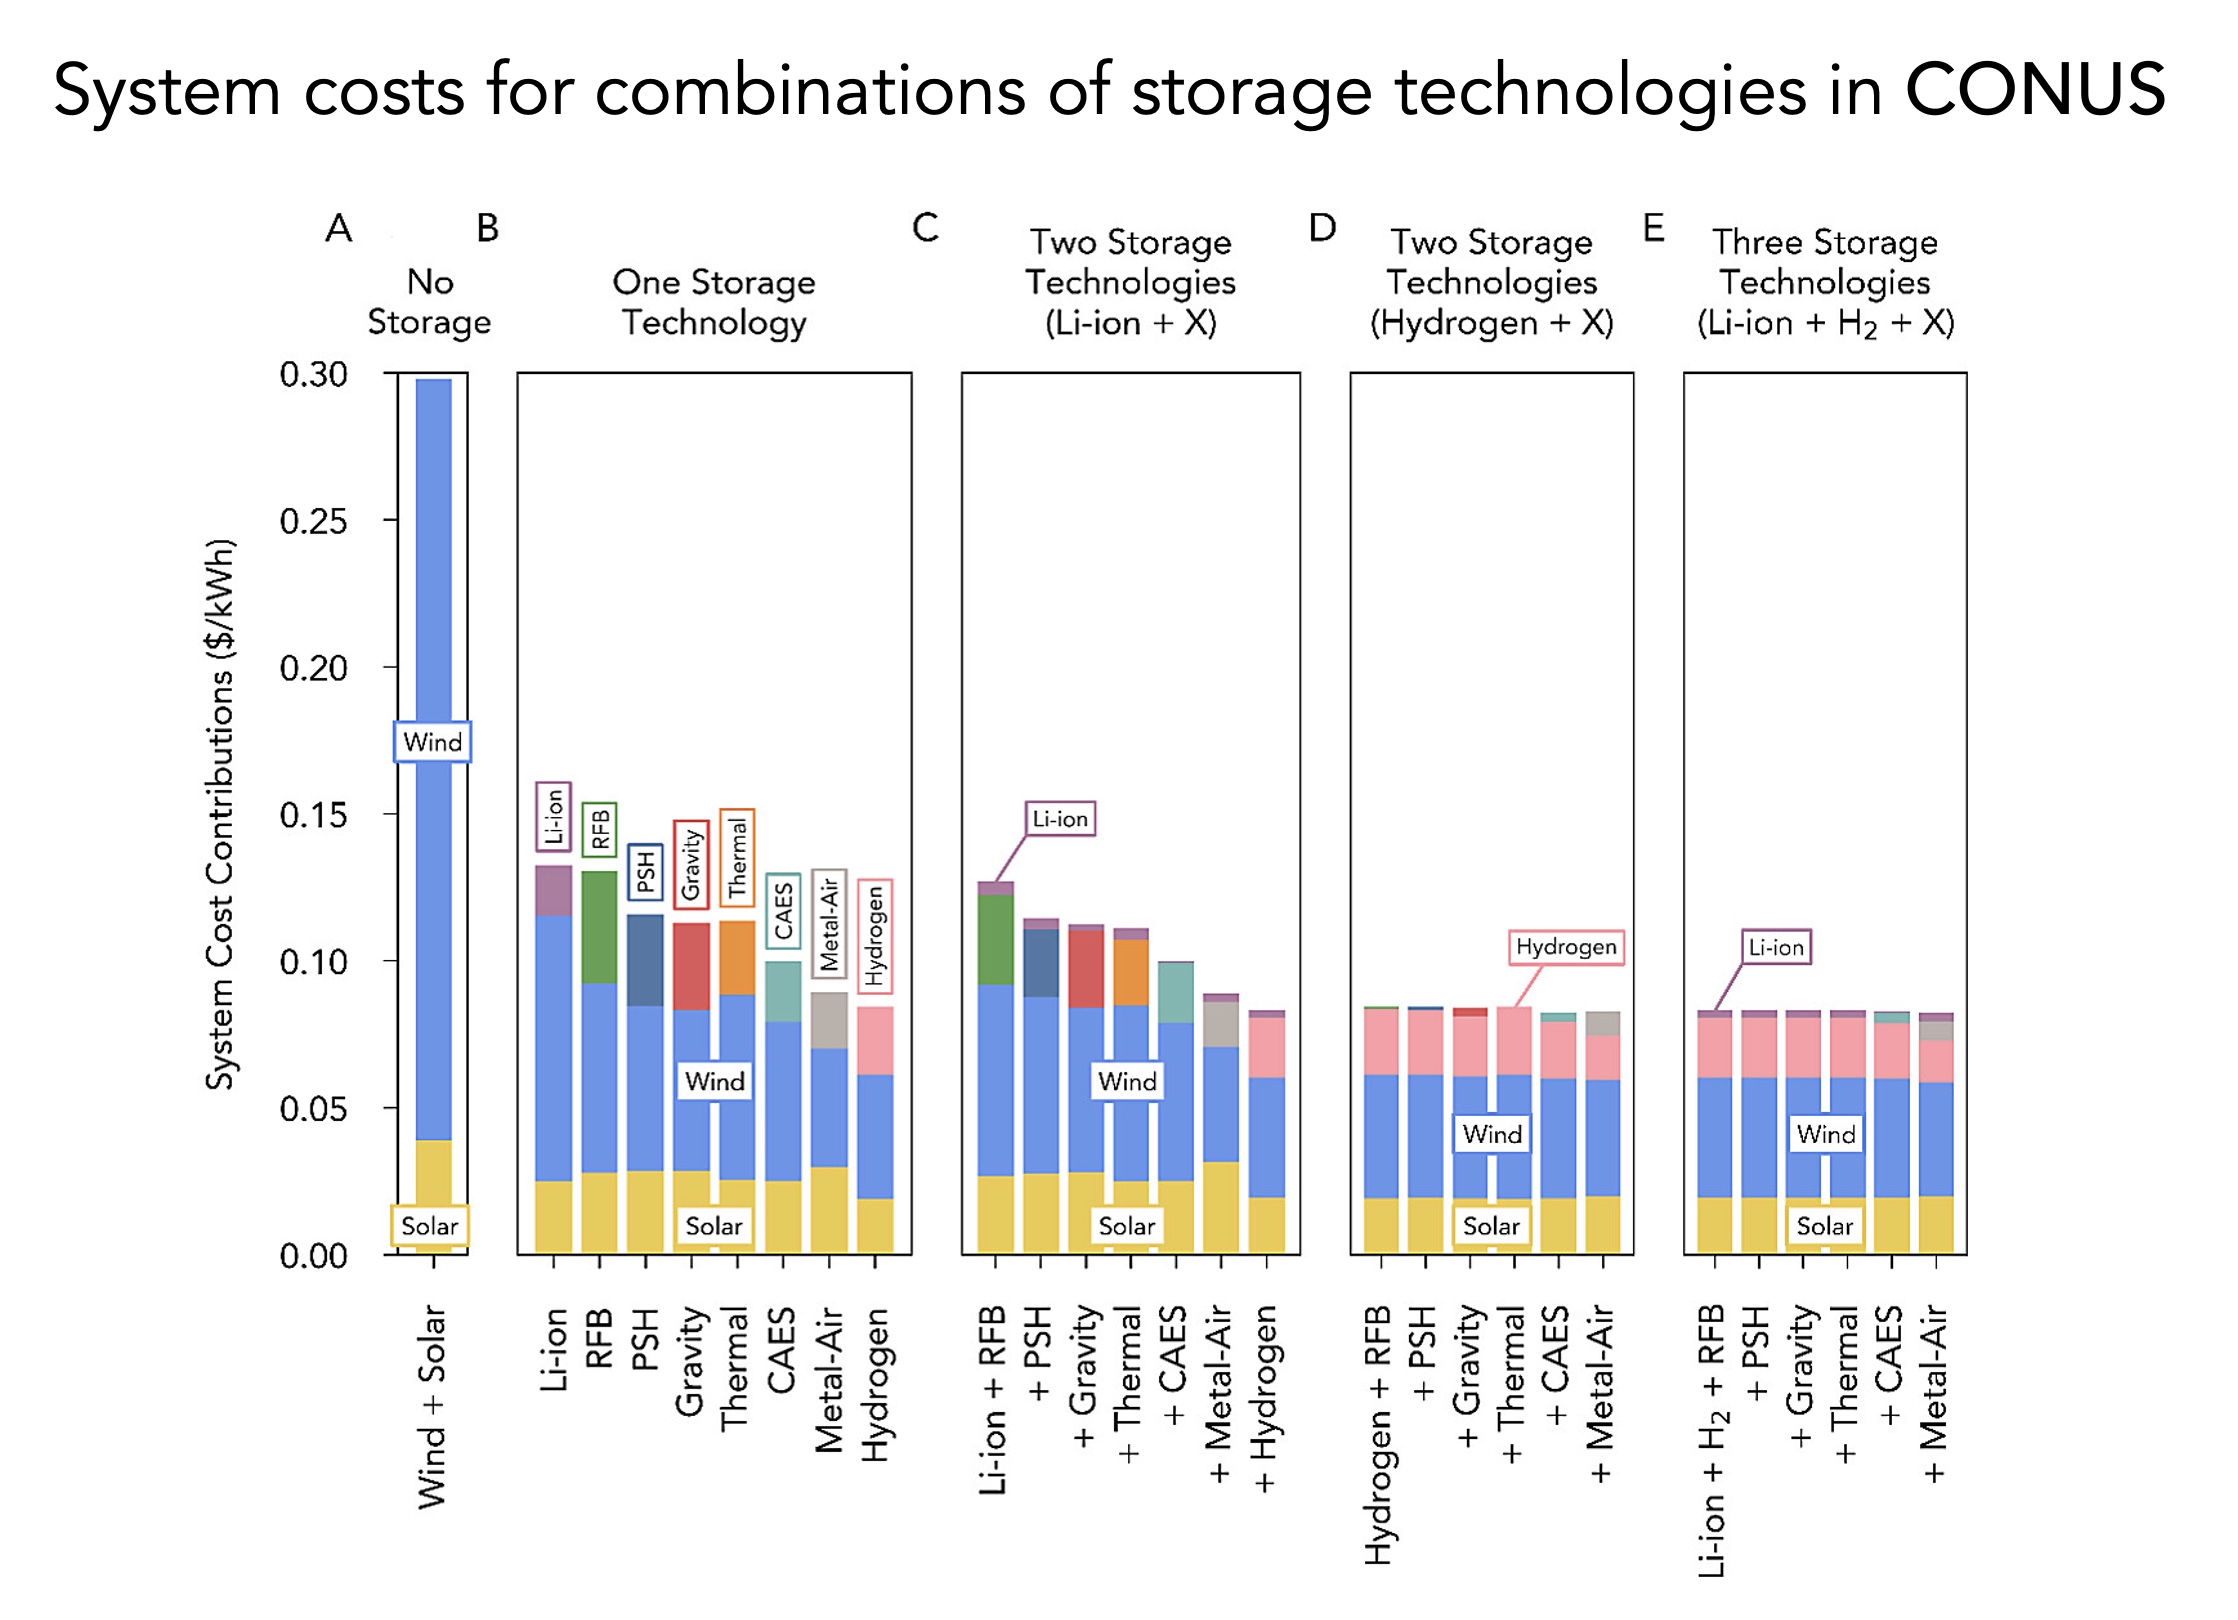 System costs for combinations of storage technologies in CONUS
A
No
Storage
B
One Storage
Technology
C
Two Storage
Technologies
(Li-ion + X)
D
Two Storage
Technologies
(Hydrogen + X)
E
Three Storage
Technologies
(Li-ion + H₂ + X)
System Cost Contributions ($/kWh)
0.30
0.25
0.20
0.15
0.10
0.05
0.00
Wind
Solar
Wind + Solar
Li-ion
RFB
PSH
Gravity
Thermal
CAES
Metal-Air
Hydrogen
Wind
Solar
Li-ion
RFB
PSH
Gravity
Thermal
CAES
Metal-Air
Hydrogen
Li-ion
Wind
Solar
Li-ion + RFB
+ PSH
+ Gravity
+ Thermal
+ CAES
+ Metal-Air
+ Hydrogen
Hydrogen
Wind
Solar
Hydrogen + RFB
+ PSH
+ Gravity
+ Thermal
+ CAES
+ Metal-Air
Li-ion
Wind
Solar
Li-ion + H₂ + RFB
+ PSH
+ Gravity
+ Thermal
+ CAES
+ Metal-Air